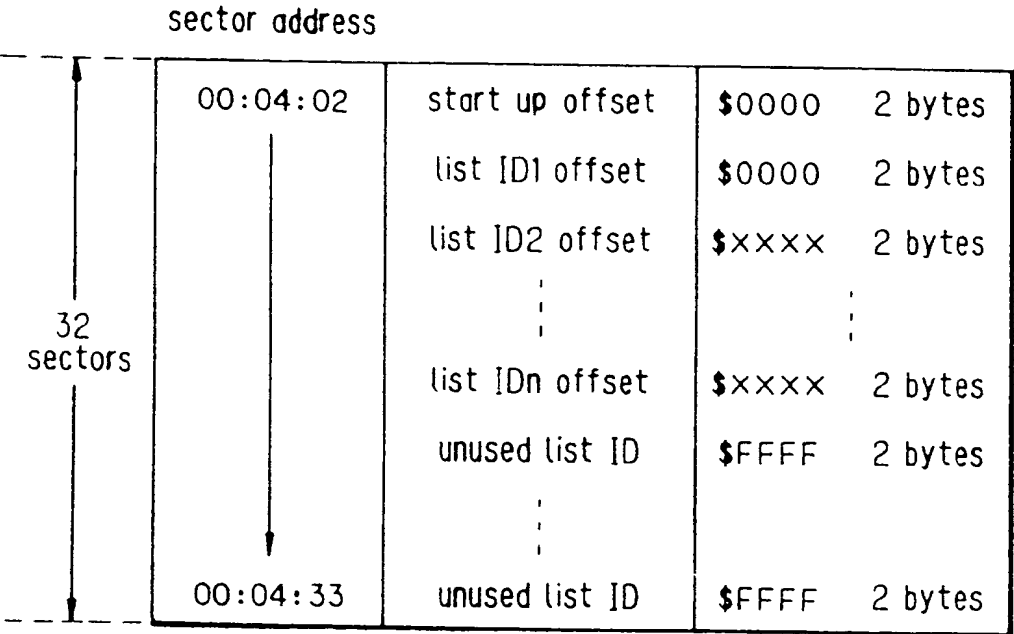 sector address
00:04:02 start up offset $0000 2 bytes
list ID1 offset $0000 2 bytes
list ID2 offset $×××× 2 bytes
32
sectors
list IDn offset $×××× 2 bytes
unused list ID $FFFF 2 bytes
00:04:33 unused list ID $FFFF 2 bytes